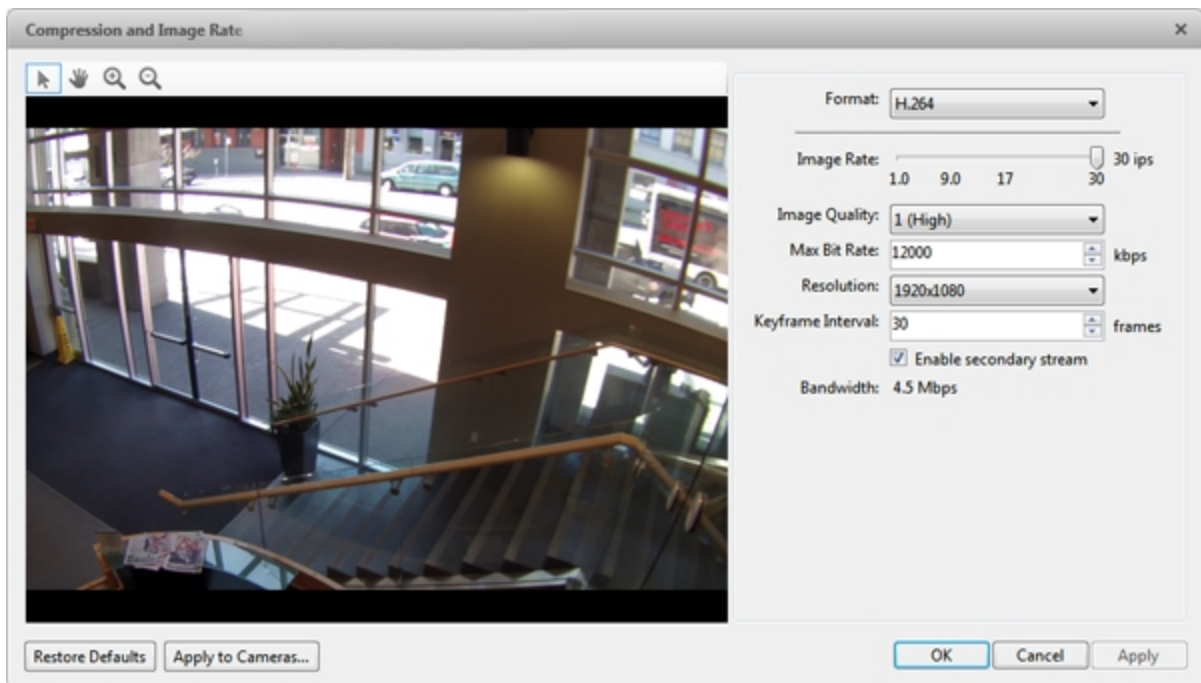 Compression and Image Rate
Format: H.264
Image Rate: 30 ips
1.0 9.0 17 30
Image Quality: 1 (High)
Max Bit Rate: 12000 kbps
Resolution: 1920x1080
Keyframe Interval: 30 frames
Enable secondary stream
Bandwidth: 4.5 Mbps
Restore Defaults Apply to Cameras... OK Cancel Apply